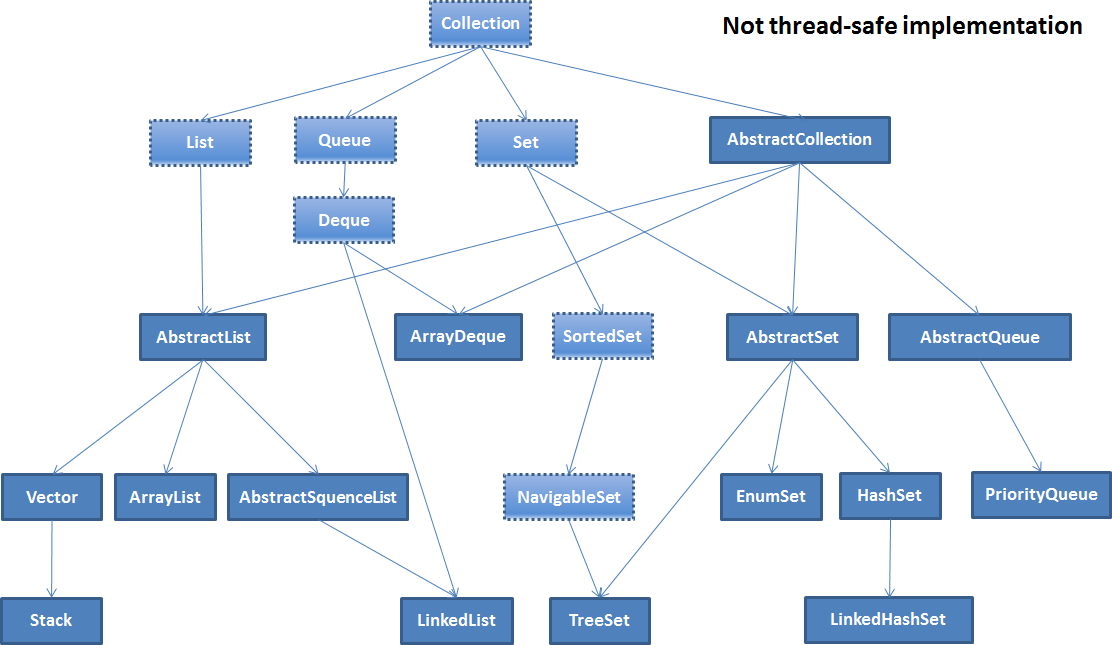 Collection
Not thread-safe implementation
List
Queue
Set
AbstractCollection
Deque
AbstractList
ArrayDeque
SortedSet
AbstractSet
AbstractQueue
Vector
ArrayList
AbstractSquenceList
NavigableSet
EnumSet
HashSet
PriorityQueue
Stack
LinkedList
TreeSet
LinkedHashSet